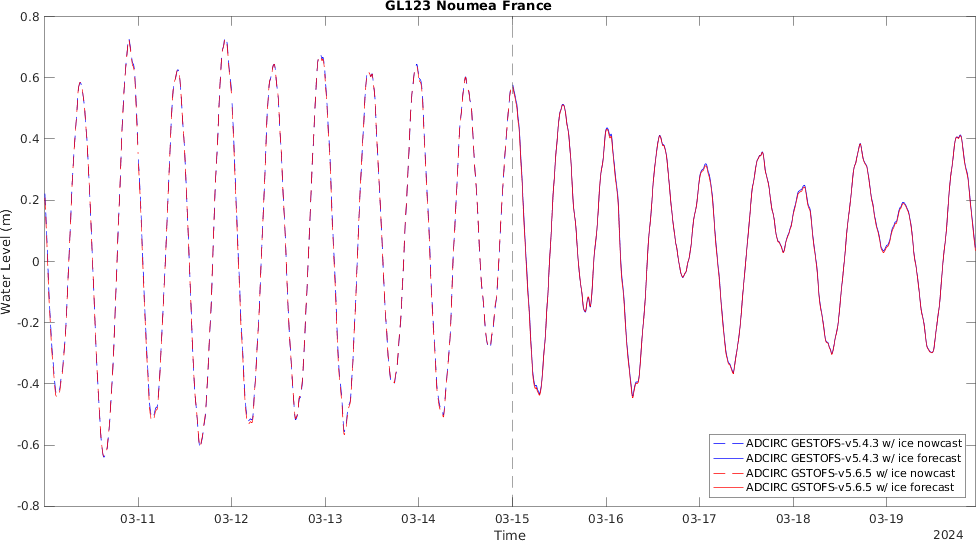 GL123 Noumea France
0.8
0.6
0.4
0.2
0
-0.2
-0.4
-0.6
-0.8
Water Level (m)
03-11 03-12 03-13 03-14 03-15 03-16 03-17 03-18 03-19
Time
2024
ADCIRC GESTOFS-v5.4.3 w/ ice nowcast
ADCIRC GESTOFS-v5.4.3 w/ ice forecast
ADCIRC GSTOFS-v5.6.5 w/ ice nowcast
ADCIRC GSTOFS-v5.6.5 w/ ice forecast